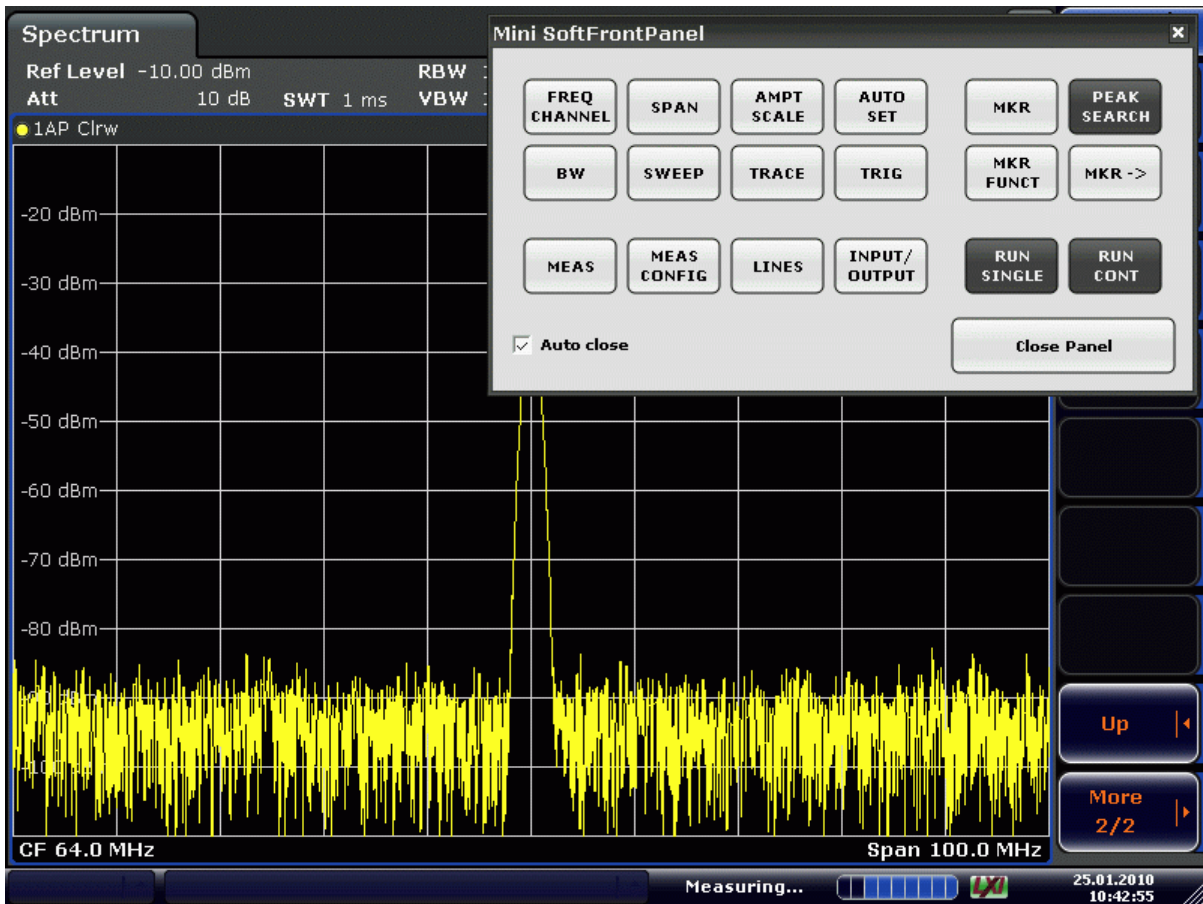 Spectrum
Ref Level -10.00 dBm RBW
Att 10 dB SWT 1 ms VBW
1AP Clrw
Mini SoftFrontPanel
FREQ CHANNEL
SPAN
AMPT SCALE
AUTO SET
MKR
PEAK SEARCH
BW
SWEEP
TRACE
TRIG
MKR FUNCT
MKR ->
MEAS
MEAS CONFIG
LINES
INPUT/ OUTPUT
RUN SINGLE
RUN CONT
Auto close
Close Panel
-20 dBm
-30 dBm
-40 dBm
-50 dBm
-60 dBm
-70 dBm
-80 dBm
Up
More
2/2
CF 64.0 MHz Span 100.0 MHz
Measuring...
LXI
25.01.2010
10:42:55